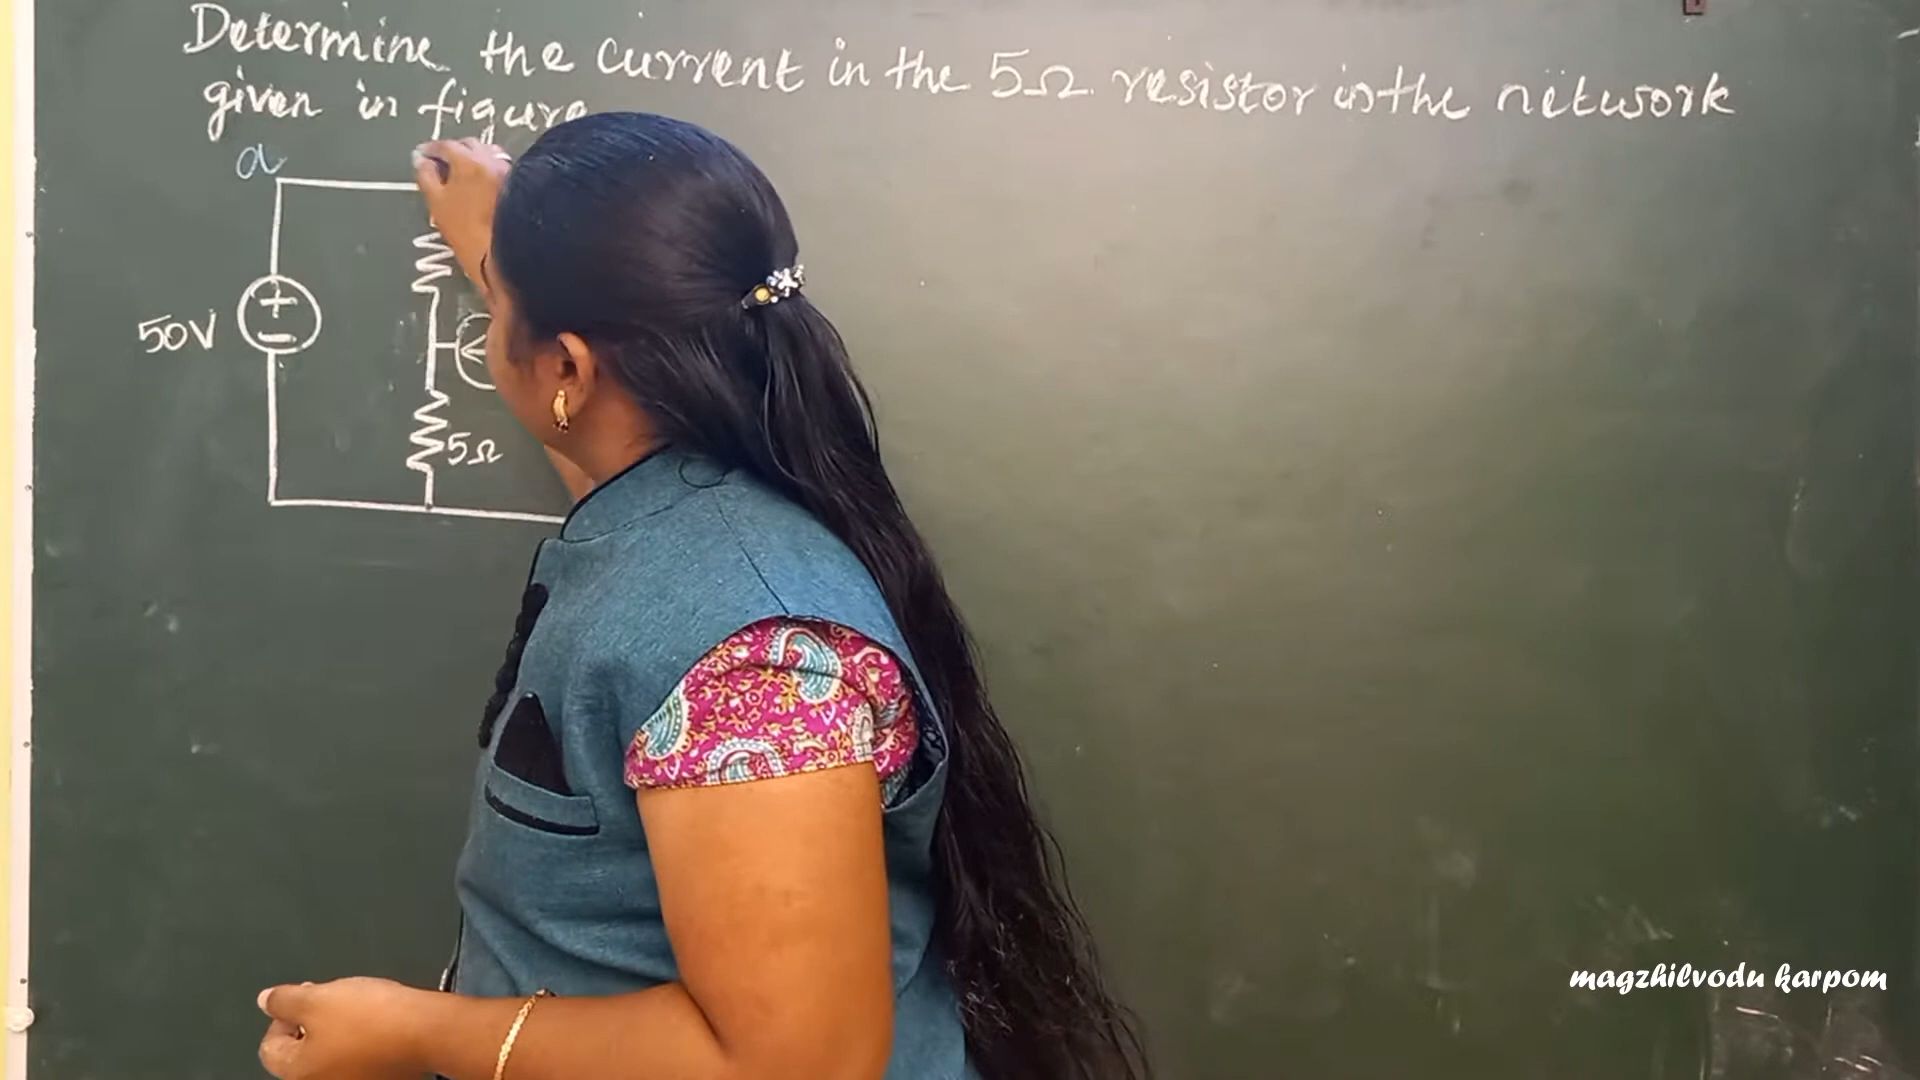 Determine the current in the 5Ω resistor in the network
given in figure
a
50V
5Ω
magzhilvodu karpom